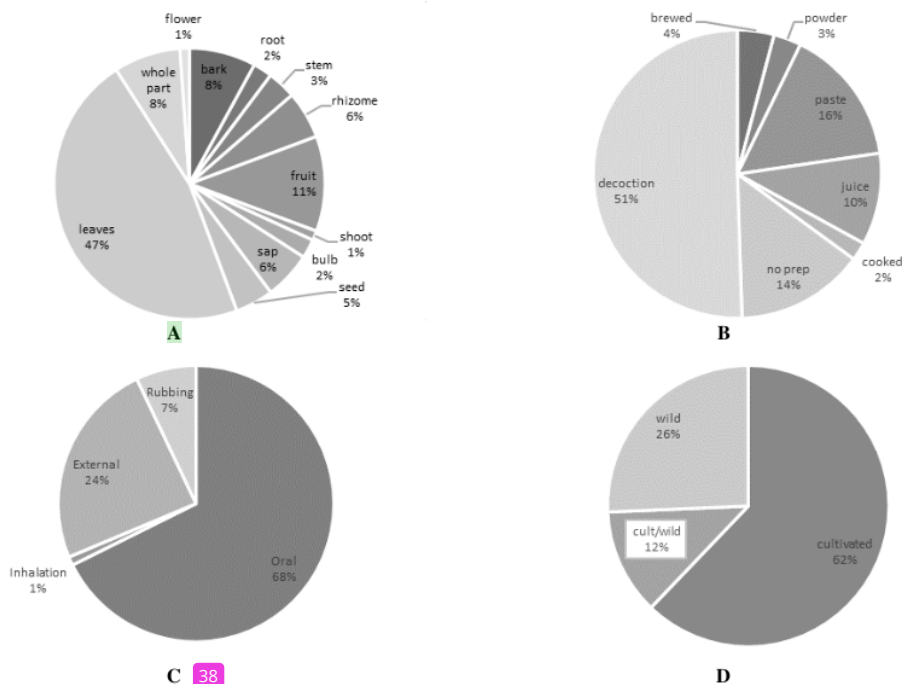 flower
1%
root
2%
stem
3%
rhizome
6%
bark
8%
whole
part
8%
fruit
11%
leaves
47%
shoot
1%
sap
6%
bulb
2%
seed
5%
A
brewed
4%
powder
3%
paste
16%
decoction
51%
juice
10%
cooked
2%
no prep
14%
B
Rubbing
7%
External
24%
Inhalation
1%
Oral
68%
C 38
wild
26%
cult/wild
12%
cultivated
62%
D